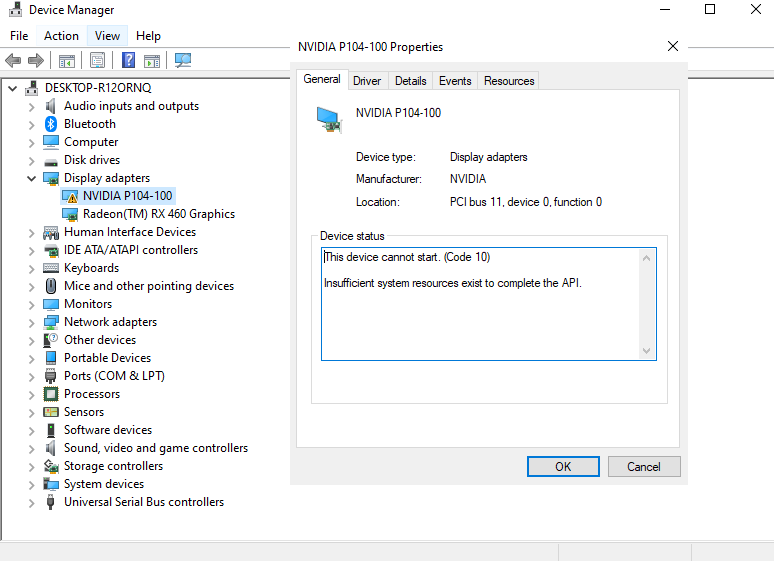 Device Manager
File Action View Help
DESKTOP-R12ORNQ
Audio inputs and outputs
Bluetooth
Computer
Disk drives
Display adapters
NVIDIA P104-100
Radeon(TM) RX 460 Graphics
Human Interface Devices
IDE ATA/ATAPI controllers
Keyboards
Mice and other pointing devices
Monitors
Network adapters
Other devices
Portable Devices
Ports (COM & LPT)
Processors
Sensors
Software devices
Sound, video and game controllers
Storage controllers
System devices
Universal Serial Bus controllers
NVIDIA P104-100 Properties
General Driver Details Events Resources
NVIDIA P104-100
Device type: Display adapters
Manufacturer: NVIDIA
Location: PCI bus 11, device 0, function 0
Device status
This device cannot start. (Code 10)
Insufficient system resources exist to complete the API.
OK Cancel